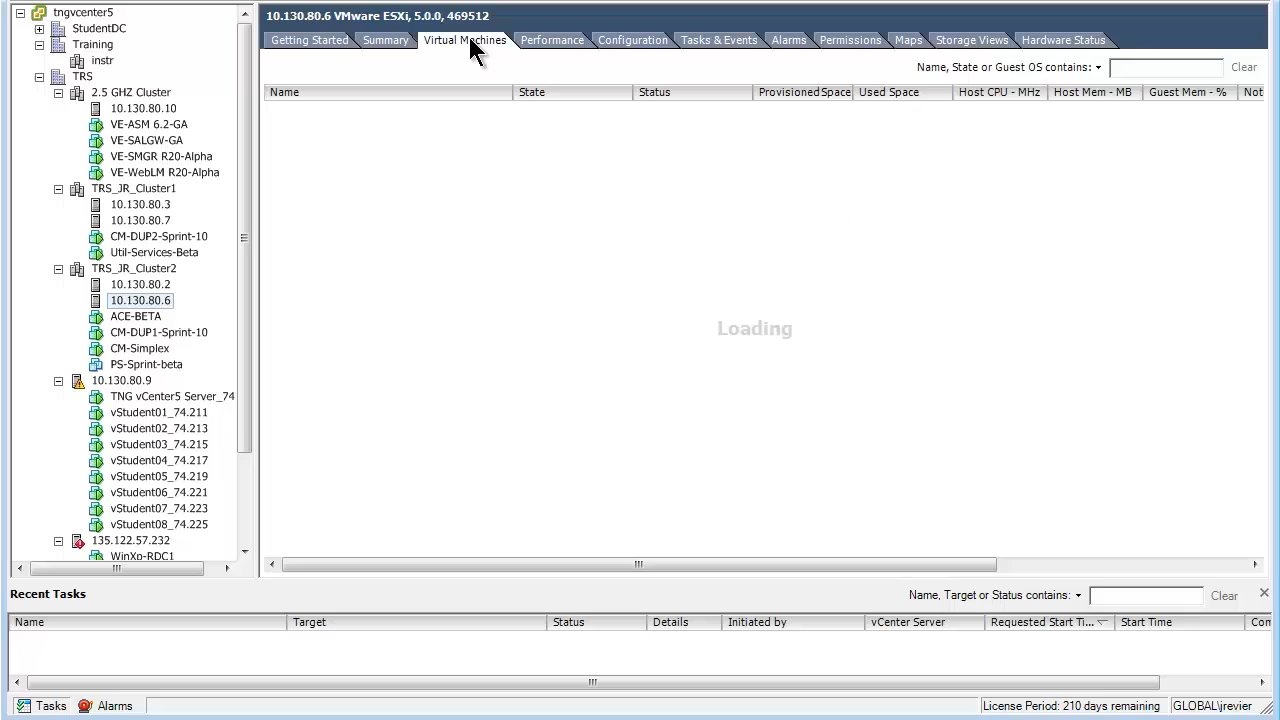 tngvcenter5
StudentDC
Training
instr
TRS
2.5 GHZ Cluster
10.130.80.10
VE-ASM 6.2-GA
VE-SALGW-GA
VE-SMGR R20-Alpha
VE-WebLM R20-Alpha
TRS_JR_Cluster1
10.130.80.3
10.130.80.7
CM-DUP2-Sprint-10
Util-Services-Beta
TRS_JR_Cluster2
10.130.80.2
10.130.80.6
ACE-BETA
CM-DUP1-Sprint-10
CM-Simplex
PS-Sprint-beta
10.130.80.9
TNG vCenter5 Server_74
vStudent01_74.211
vStudent02_74.213
vStudent03_74.215
vStudent04_74.217
vStudent05_74.219
vStudent06_74.221
vStudent07_74.223
vStudent08_74.225
135.122.57.232
WinXp-RDC1
10.130.80.6 VMware ESXi, 5.0.0, 469512
Getting Started Summary Virtual Machines Performance Configuration Tasks & Events Alarms Permissions Maps Storage Views Hardware Status
Name, State or Guest OS contains: Clear
Name State Status Provisioned Space Used Space Host CPU - MHz Host Mem - MB Guest Mem - % Not
Loading
Recent Tasks Name, Target or Status contains: Clear
Name Target Status Details Initiated by vCenter Server Requested Start Ti... Start Time Com
Tasks Alarms License Period: 210 days remaining GLOBAL\jrevier